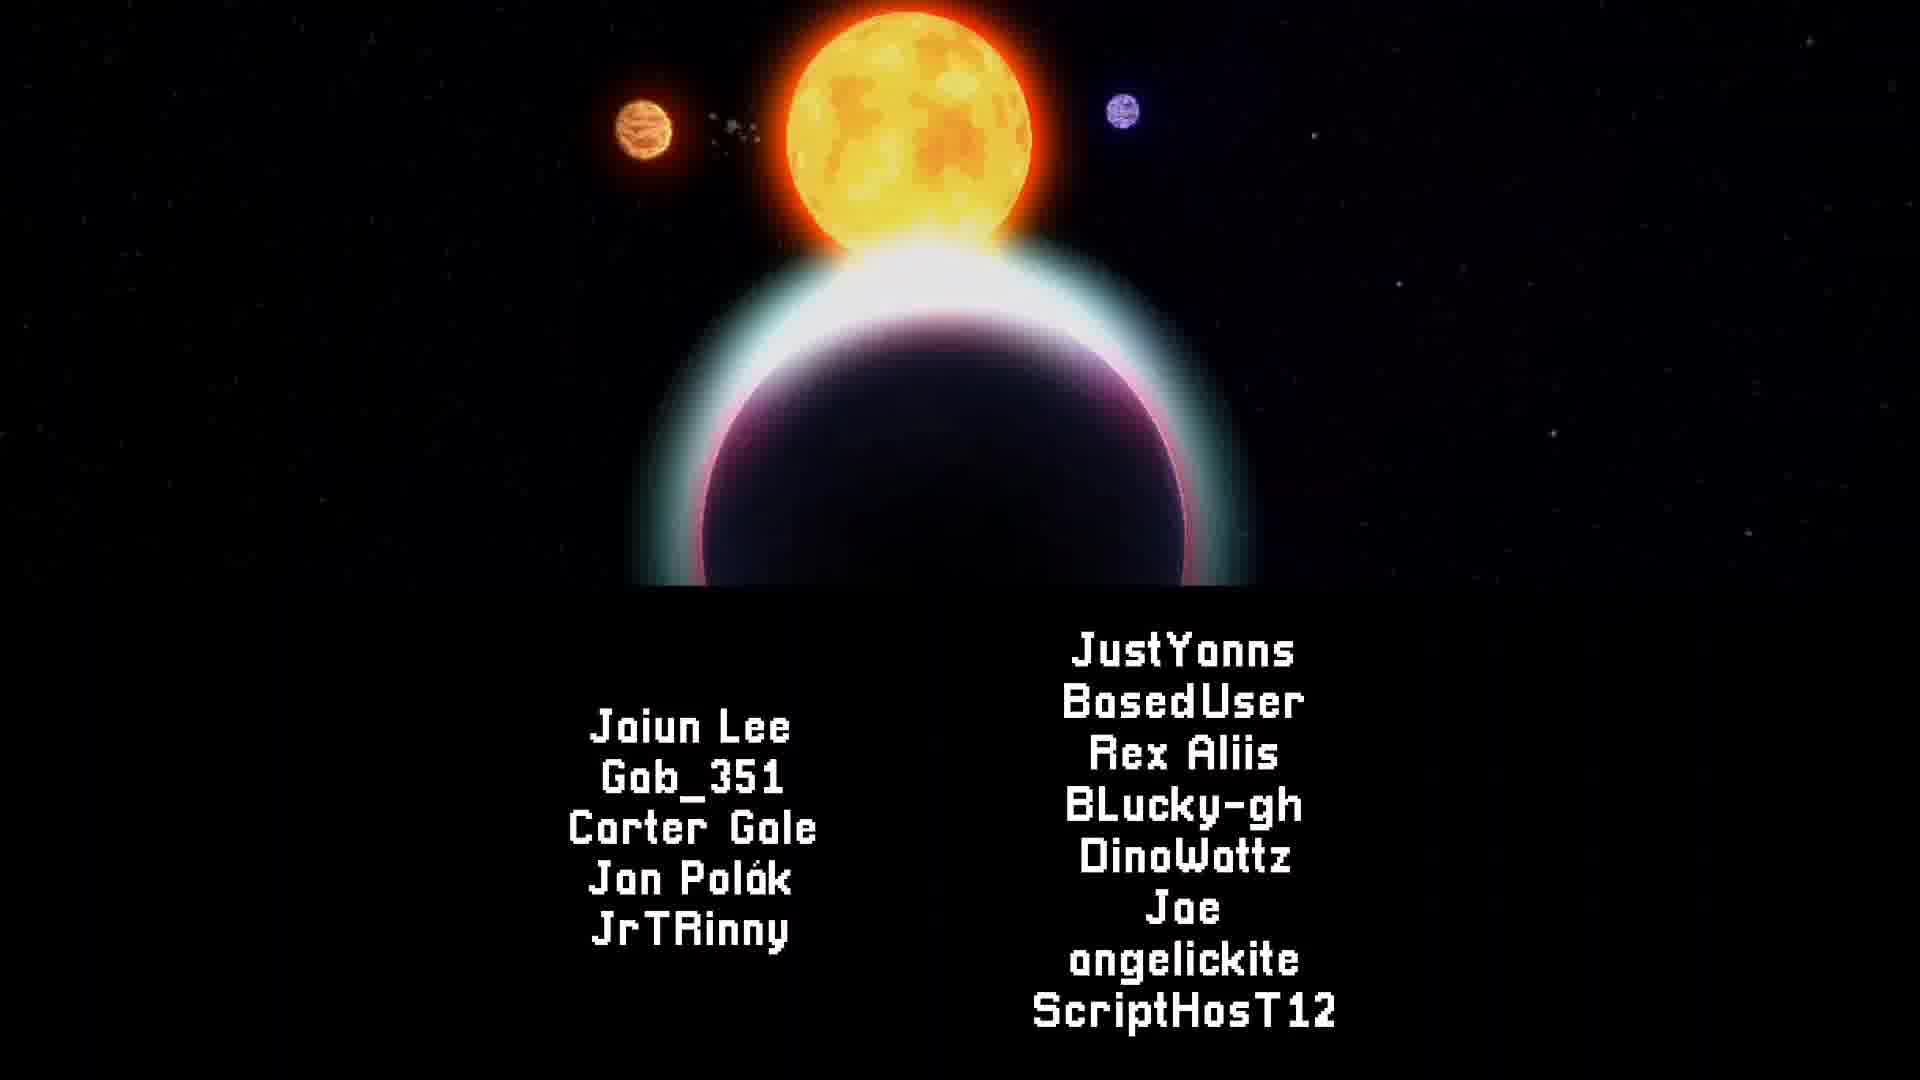 Jaiun Lee
Gab_351
Carter Gale
Jan Polák
JrTRinny
JustYanns
BasedUser
Rex Aliis
BLucky-gh
DinoWattz
Jae
angelickite
ScriptHosT12